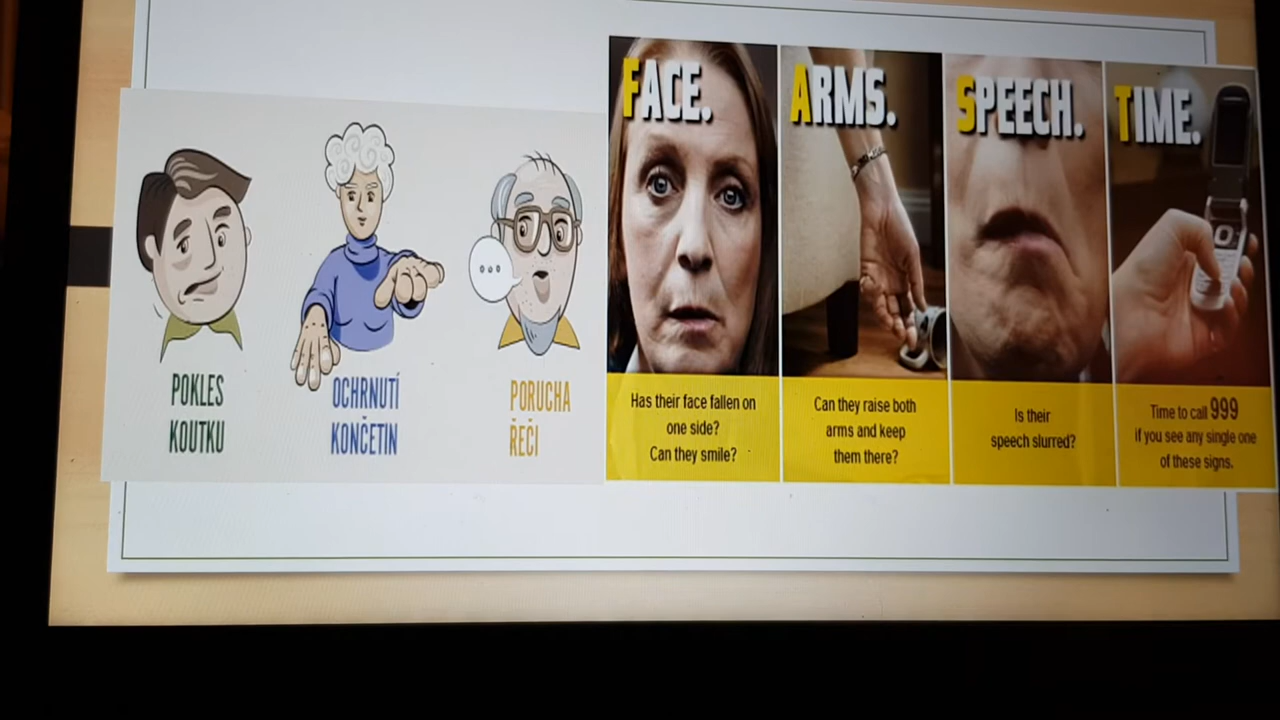 POKLES
KOUTKU
OCHRNUTÍ
KONČETIN
PORUCHA
ŘEČI
FACE.
Has their face fallen on
one side?
Can they smile?
ARMS.
Can they raise both
arms and keep
them there?
SPEECH.
Is their
speech slurred?
TIME.
Time to call 999
if you see any single one
of these signs.